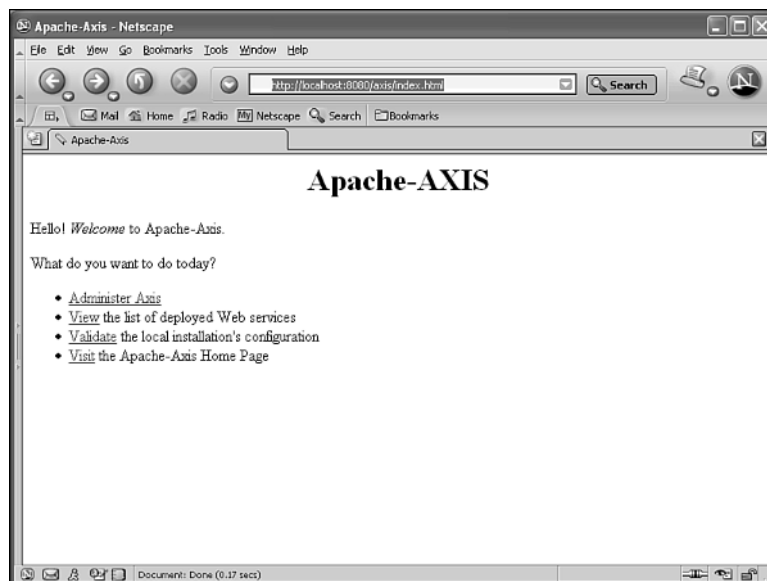 Apache-Axis - Netscape
File Edit View Go Bookmarks Tools Window Help
http://localhost:8080/axis/index.html Search N
Mail Home Radio My Netscape Search Bookmarks
Apache-Axis
Apache-AXIS
Hello! Welcome to Apache-Axis.
What do you want to do today?
• Administer Axis
• View the list of deployed Web services
• Validate the local installation's configuration
• Visit the Apache-Axis Home Page
Document: Done (0.17 secs)